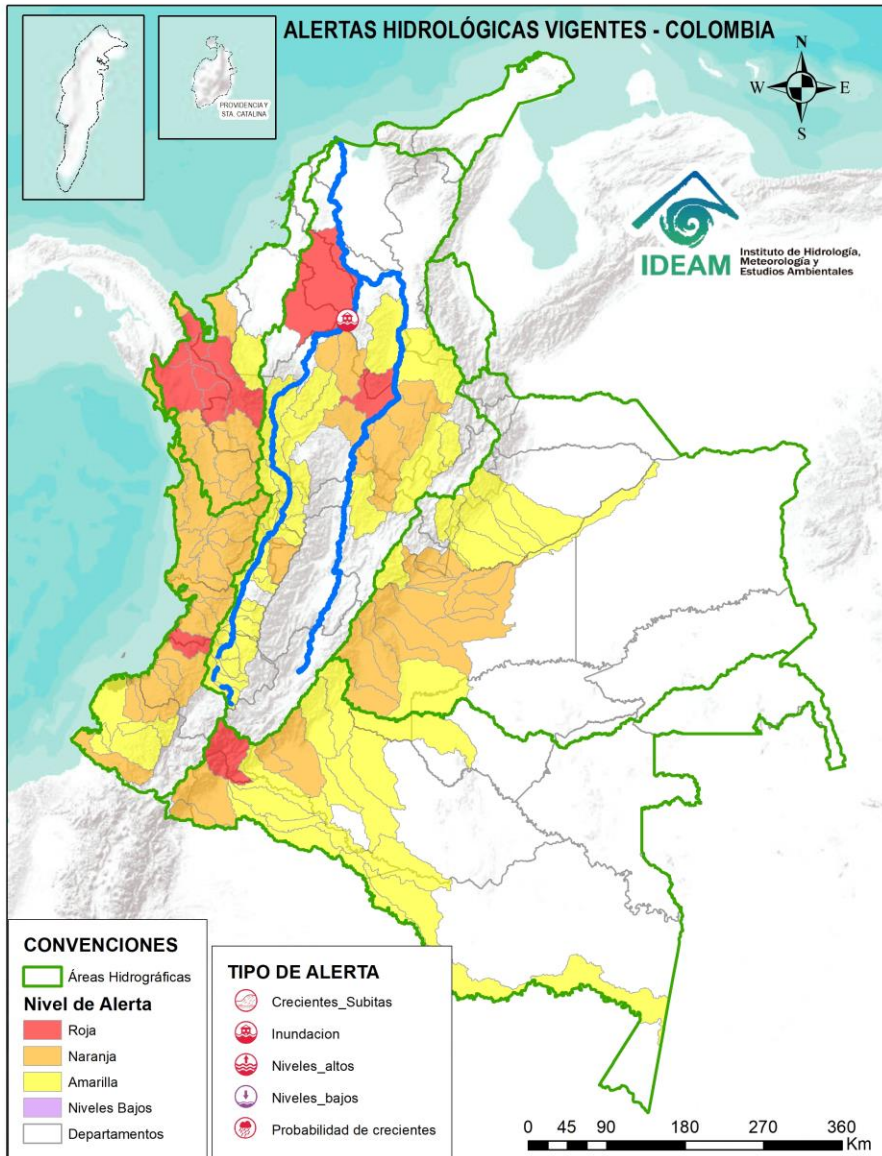 ALERTAS HIDROLÓGICAS VIGENTES - COLOMBIA
PROVIDENCIA Y
STA. CATALINA
N
W
E
S
IDEAM
Instituto de Hidrología,
Meteorología y
Estudios Ambientales
CONVENCIONES
Áreas Hidrográficas
Nivel de Alerta
Roja
Naranja
Amarilla
Niveles Bajos
Departamentos
TIPO DE ALERTA
Crecientes_Subitas
Inundacion
Niveles_altos
Niveles_bajos
Probabilidad de crecientes
0 45 90 180 270 360
Km